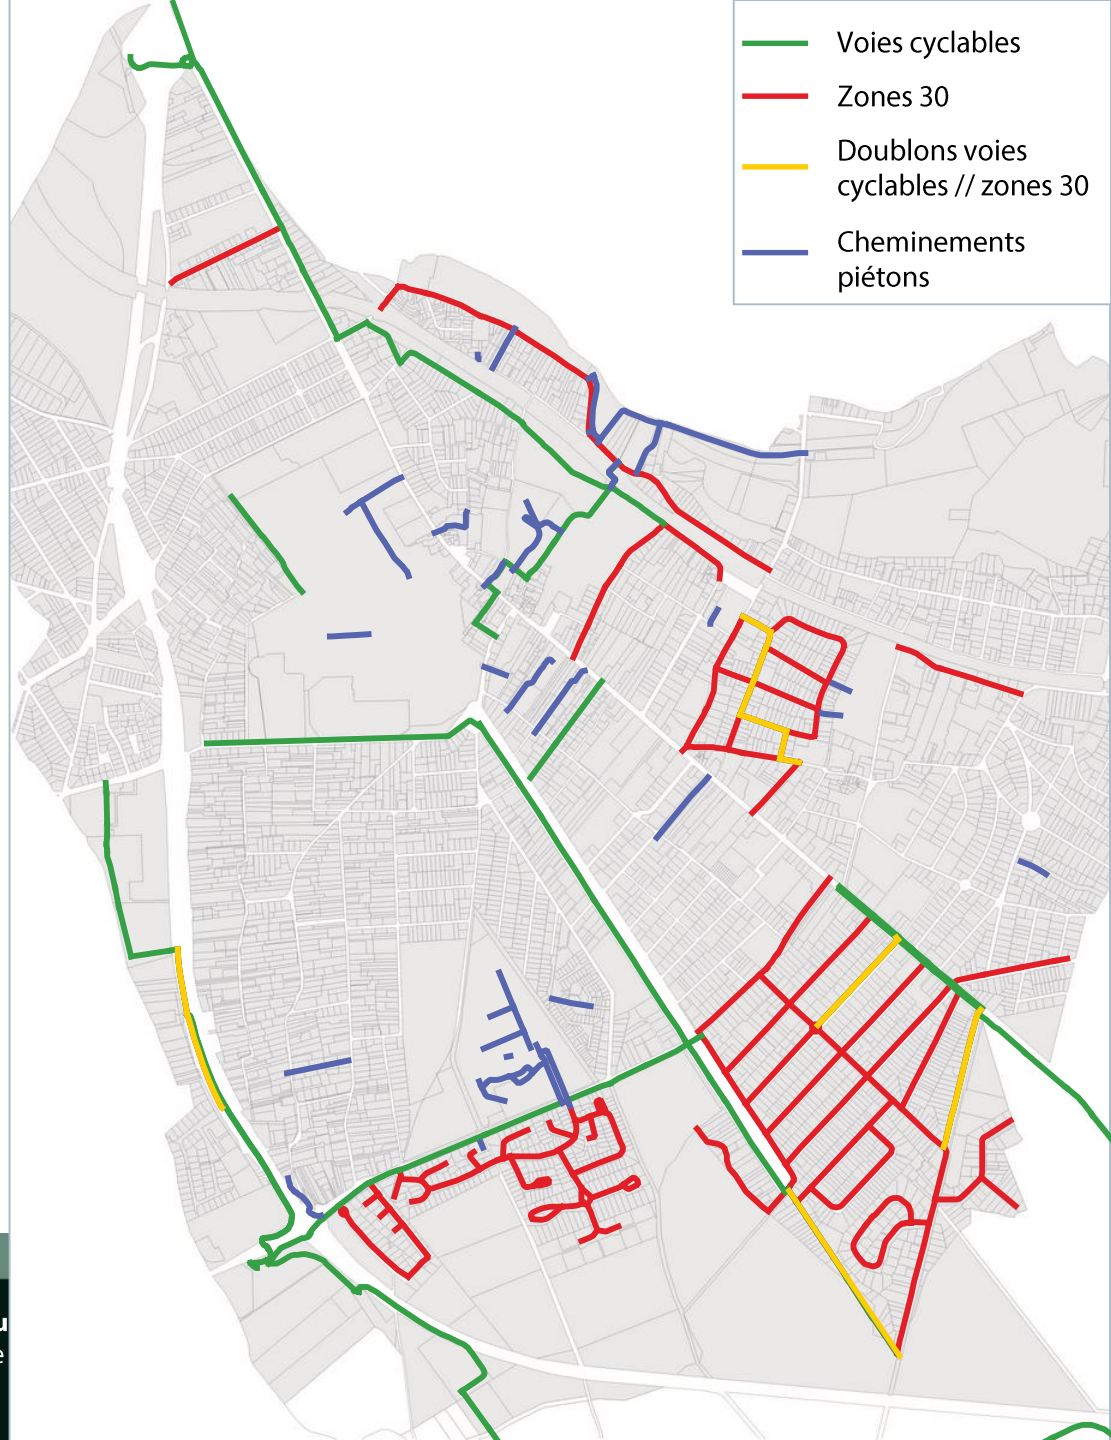 Voies cyclables
Zones 30
Doublons voies
cyclables // zones 30
Cheminements
piétons